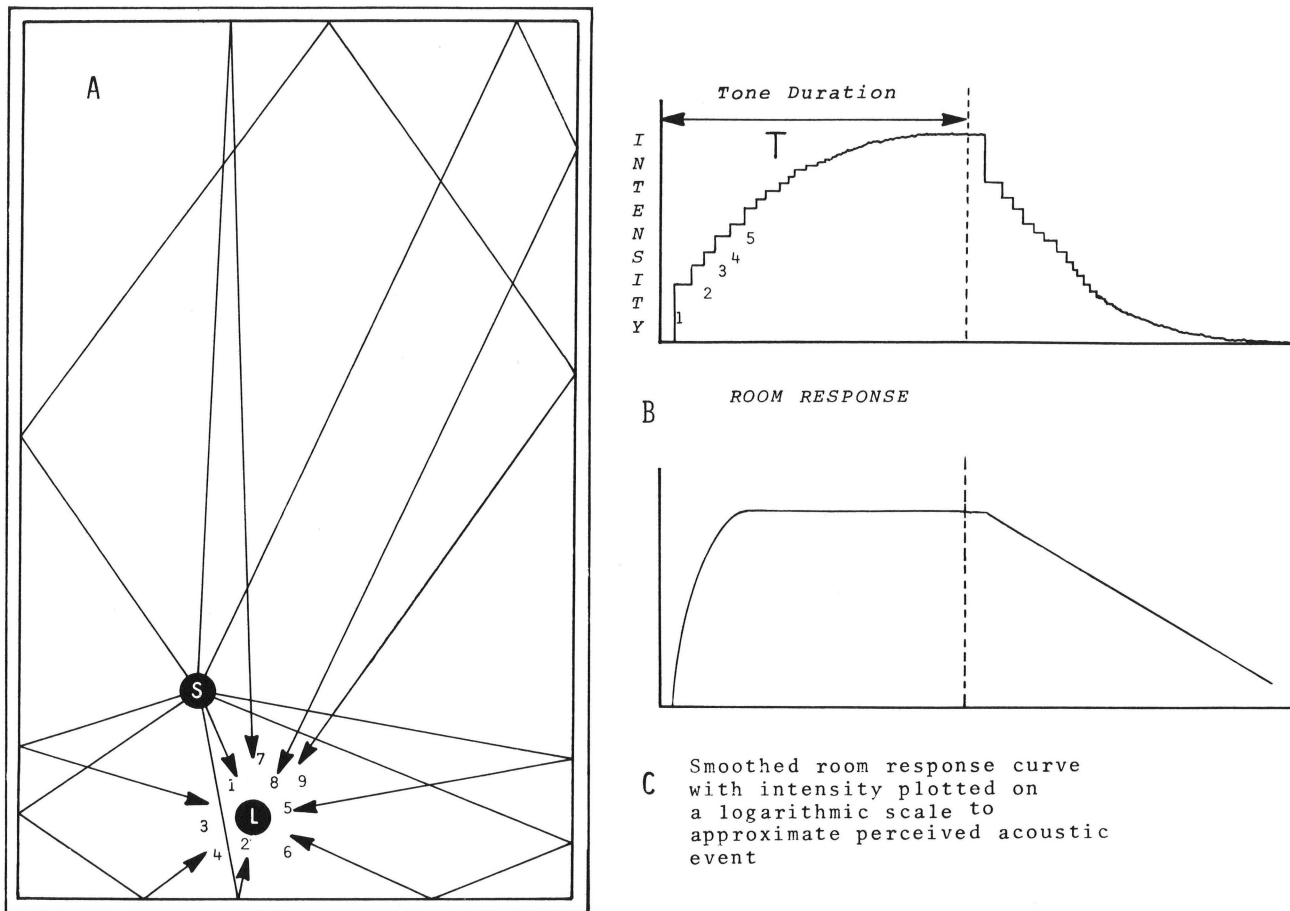 A
S
1
7
8
9
3
L
5
4
2
6
Tone Duration
T
INTENSITY
1
2
3
4
5
B
ROOM RESPONSE
C
Smoothed room response curve
with intensity plotted on
a logarithmic scale to
approximate perceived acoustic
event